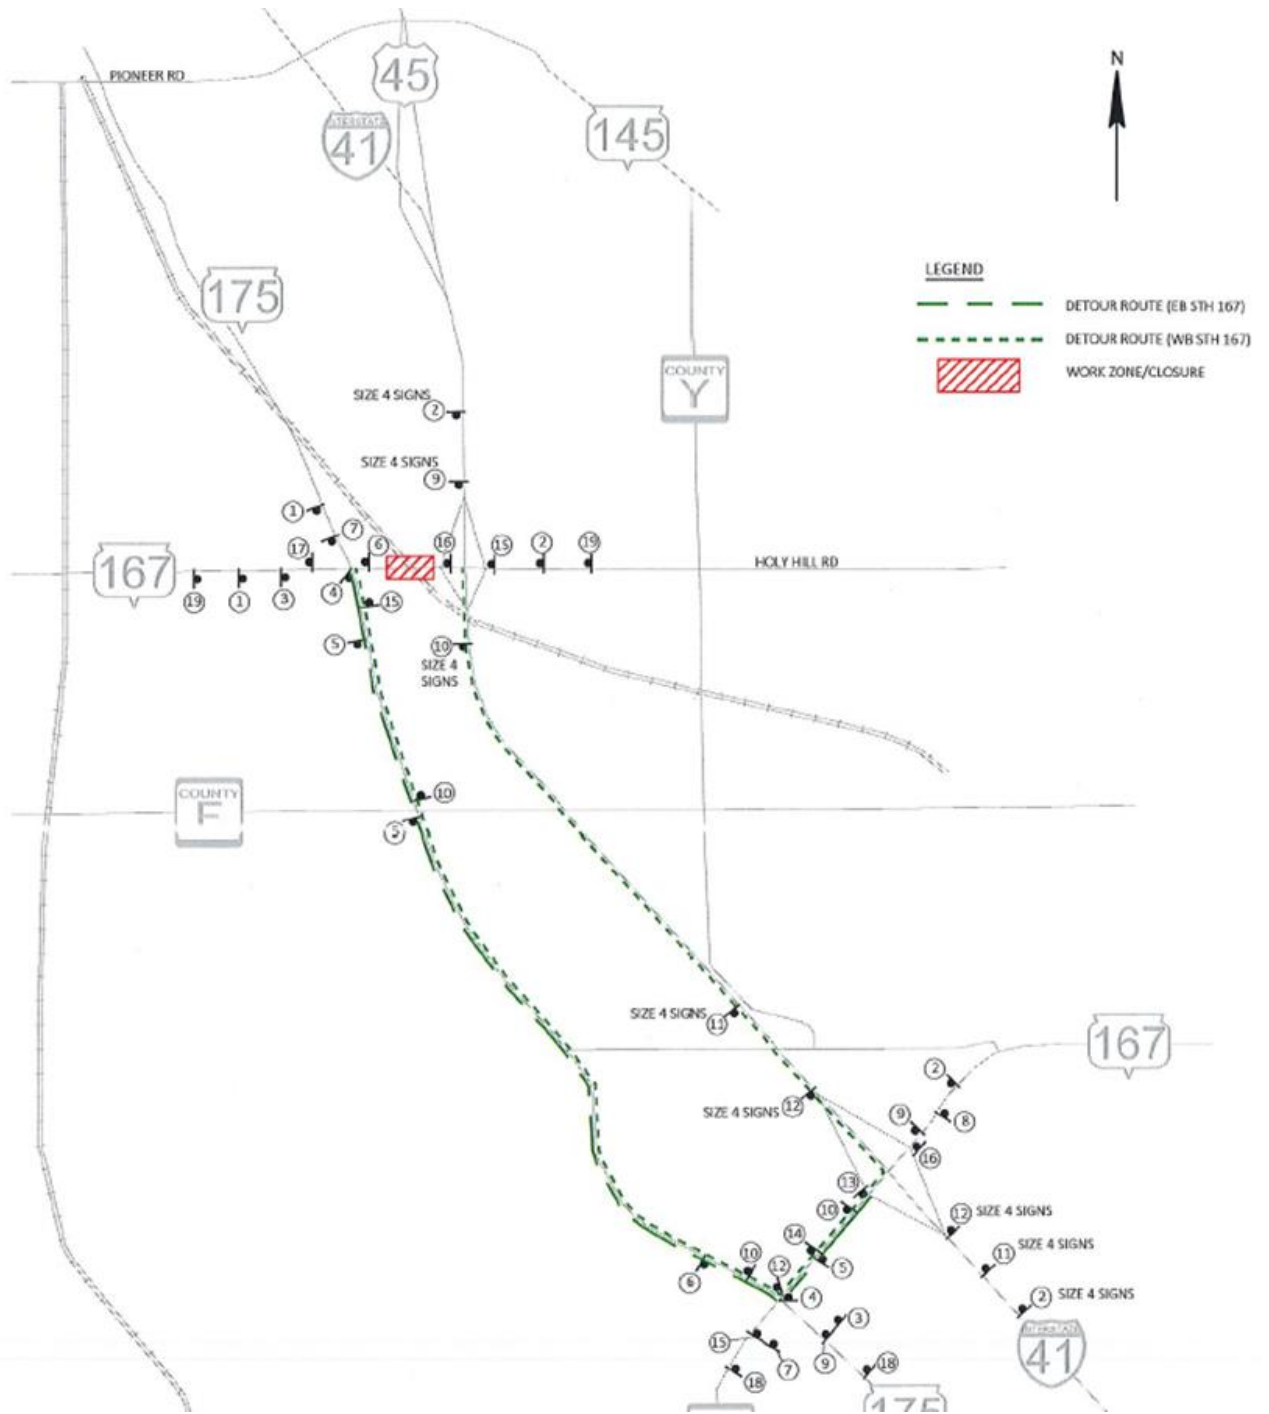 PIONEER RD
45
INTERSTATE
41
145
N
175
LEGEND
DETOUR ROUTE (EB STH 167)
DETOUR ROUTE (WB STH 167)
WORK ZONE/CLOSURE
COUNTY
Y
SIZE 4 SIGNS
2
SIZE 4 SIGNS
9
1
7
17
6
16
15
2
19
HOLY HILL RD
167
19
1
3
4
15
5
10
SIZE 4
SIGNS
COUNTY
F
10
5
SIZE 4 SIGNS
11
167
2
SIZE 4 SIGNS
12
9
8
16
13
10
12
SIZE 4 SIGNS
14
11
SIZE 4 SIGNS
10
5
6
12
4
2
SIZE 4 SIGNS
3
15
7
9
18
18
INTERSTATE
41
175